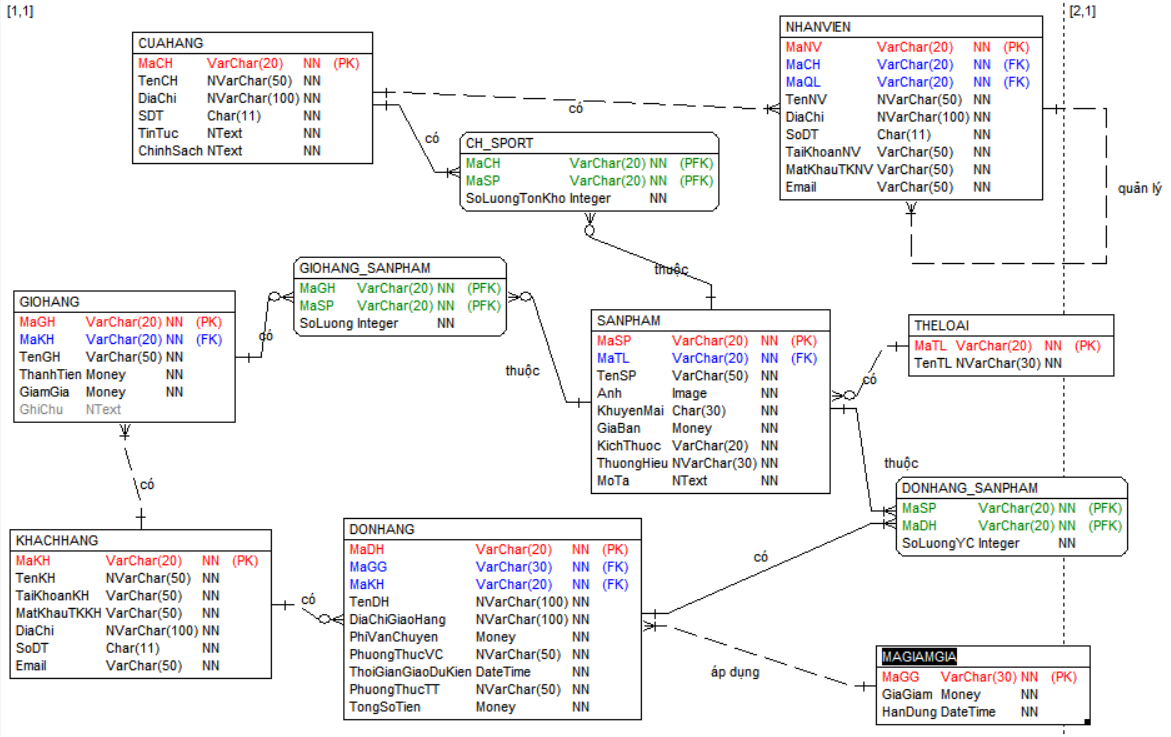 [1,1]
[2,1]
CUAHANG
MaCH VarChar(20) NN (PK)
TenCH NVarChar(50) NN
DiaChi NVarChar(100) NN
SDT Char(11) NN
TinTuc NText NN
ChinhSach NText NN
NHANVIEN
MaNV VarChar(20) NN (PK)
MaCH VarChar(20) NN (FK)
MaQL VarChar(20) NN (FK)
TenNV NVarChar(50) NN
DiaChi NVarChar(100) NN
SoDT Char(11) NN
TaiKhoanNV VarChar(50) NN
MatKhauTKNV VarChar(50) NN
Email VarChar(50) NN
có
có
quản lý
CH_SPORT
MaCH VarChar(20) NN (PFK)
MaSP VarChar(20) NN (PFK)
SoLuongTonKho Integer NN
thuộc
GIOHANG_SANPHAM
MaGH VarChar(20) NN (PFK)
MaSP VarChar(20) NN (PFK)
SoLuong Integer NN
GIOHANG
MaGH VarChar(20) NN (PK)
MaKH VarChar(20) NN (FK)
TenGH VarChar(50) NN
ThanhTien Money NN
GiamGia Money NN
GhiChu NText
có
thuộc
SANPHAM
MaSP VarChar(20) NN (PK)
MaTL VarChar(20) NN (FK)
TenSP VarChar(50) NN
Anh Image NN
KhuyenMai Char(30) NN
GiaBan Money NN
KichThuoc VarChar(20) NN
ThuongHieu NVarChar(30) NN
MoTa NText NN
THELOAI
MaTL VarChar(20) NN (PK)
TenTL NVarChar(30) NN
có
thuộc
DONHANG_SANPHAM
MaSP VarChar(20) NN (PFK)
MaDH VarChar(20) NN (PFK)
SoLuongYC Integer NN
có
KHACHHANG
MaKH VarChar(20) NN (PK)
TenKH NVarChar(50) NN
TaiKhoanKH VarChar(50) NN
MatKhauTKKH VarChar(50) NN
DiaChi NVarChar(100) NN
SoDT Char(11) NN
Email VarChar(50) NN
có
DONHANG
MaDH VarChar(20) NN (PK)
MaGG VarChar(30) NN (FK)
MaKH VarChar(20) NN (FK)
TenDH NVarChar(100) NN
DiaChiGiaoHang NVarChar(100) NN
PhiVanChuyen Money NN
PhuongThucVC NVarChar(50) NN
ThoiGianGiaoDuKien DateTime NN
PhuongThucTT NVarChar(50) NN
TongSoTien Money NN
có
áp dụng
MAGIAMGIA
MaGG VarChar(30) NN (PK)
GiaGiam Money NN
HanDung DateTime NN